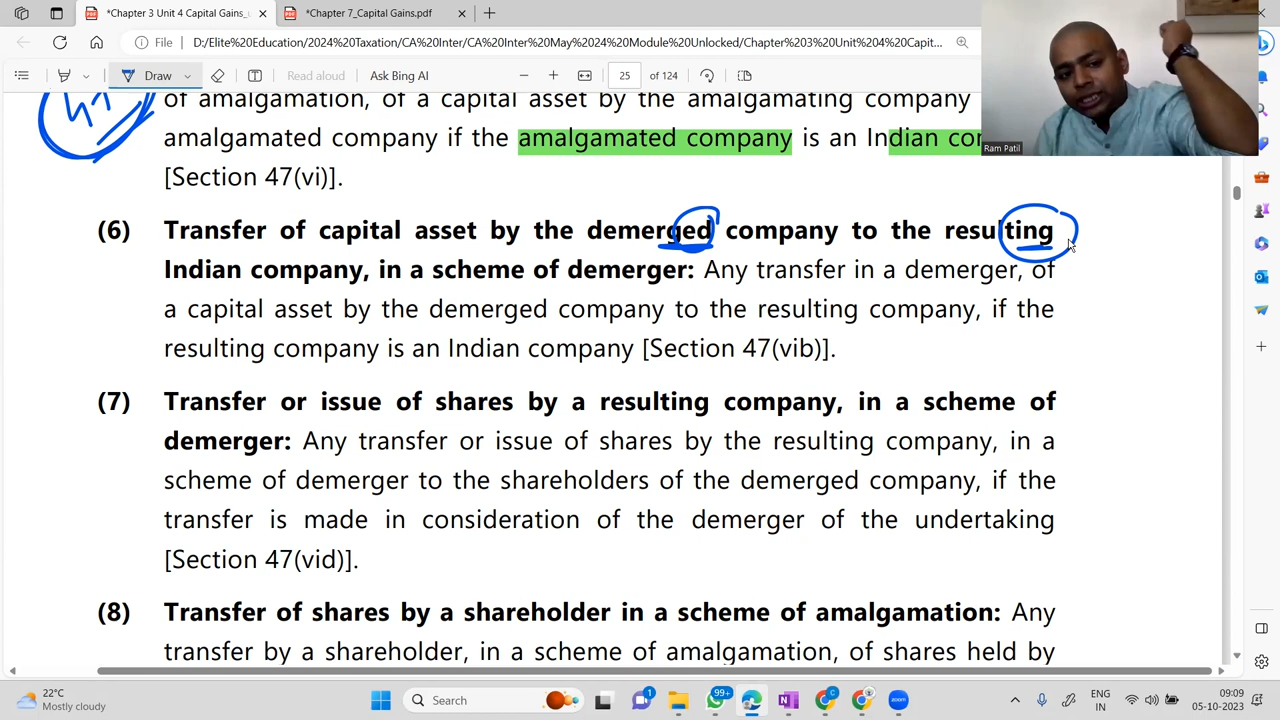 *Chapter 3 Unit 4 Capital Gains_
*Chapter 7_Capital Gains.pdf
File
D:/Elite%20Education/2024%20Taxation/CA%20Inter/CA%20Inter%20May%2024%20Module%20Unlocked/Chapter%203%20Unit%204%20Capit...
Draw
Read aloud
Ask Bing AI
25
of 124
of amalgamation, of a capital asset by the amalgamating company
amalgamated company if the amalgamated company is an Indian
[Section 47(vi)].
Ram Patil
(6) Transfer of capital asset by the demerged company to the resulting
Indian company, in a scheme of demerger: Any transfer in a demerger, of
a capital asset by the demerged company to the resulting company, if the
resulting company is an Indian company [Section 47(vib)].
(7) Transfer or issue of shares by a resulting company, in a scheme of
demerger: Any transfer or issue of shares by the resulting company, in a
scheme of demerger to the shareholders of the demerged company, if the
transfer is made in consideration of the demerger of the undertaking
[Section 47(vid)].
(8) Transfer of shares by a shareholder in a scheme of amalgamation: Any
transfer by a shareholder, in a scheme of amalgamation, of shares held by
22°C
Mostly cloudy
Search
1
99+
ENG
IN
09:09
05-10-2023